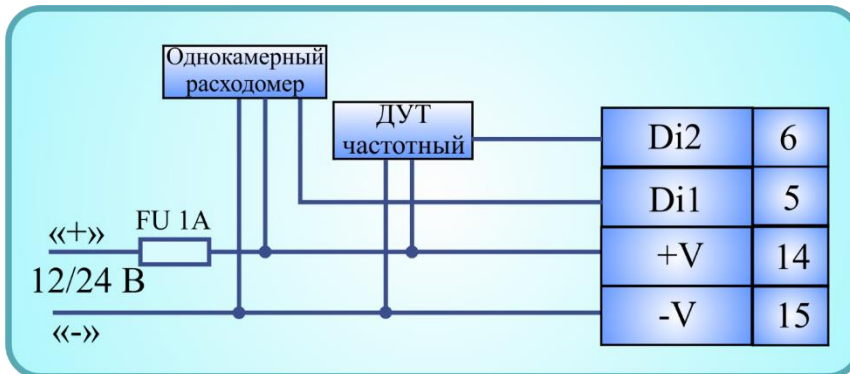 Однокамерный
расходомер
ДУТ
частотный
Di2 6
Di1 5
«+» FU 1A
+V 14
12/24 В
-V 15
«-»